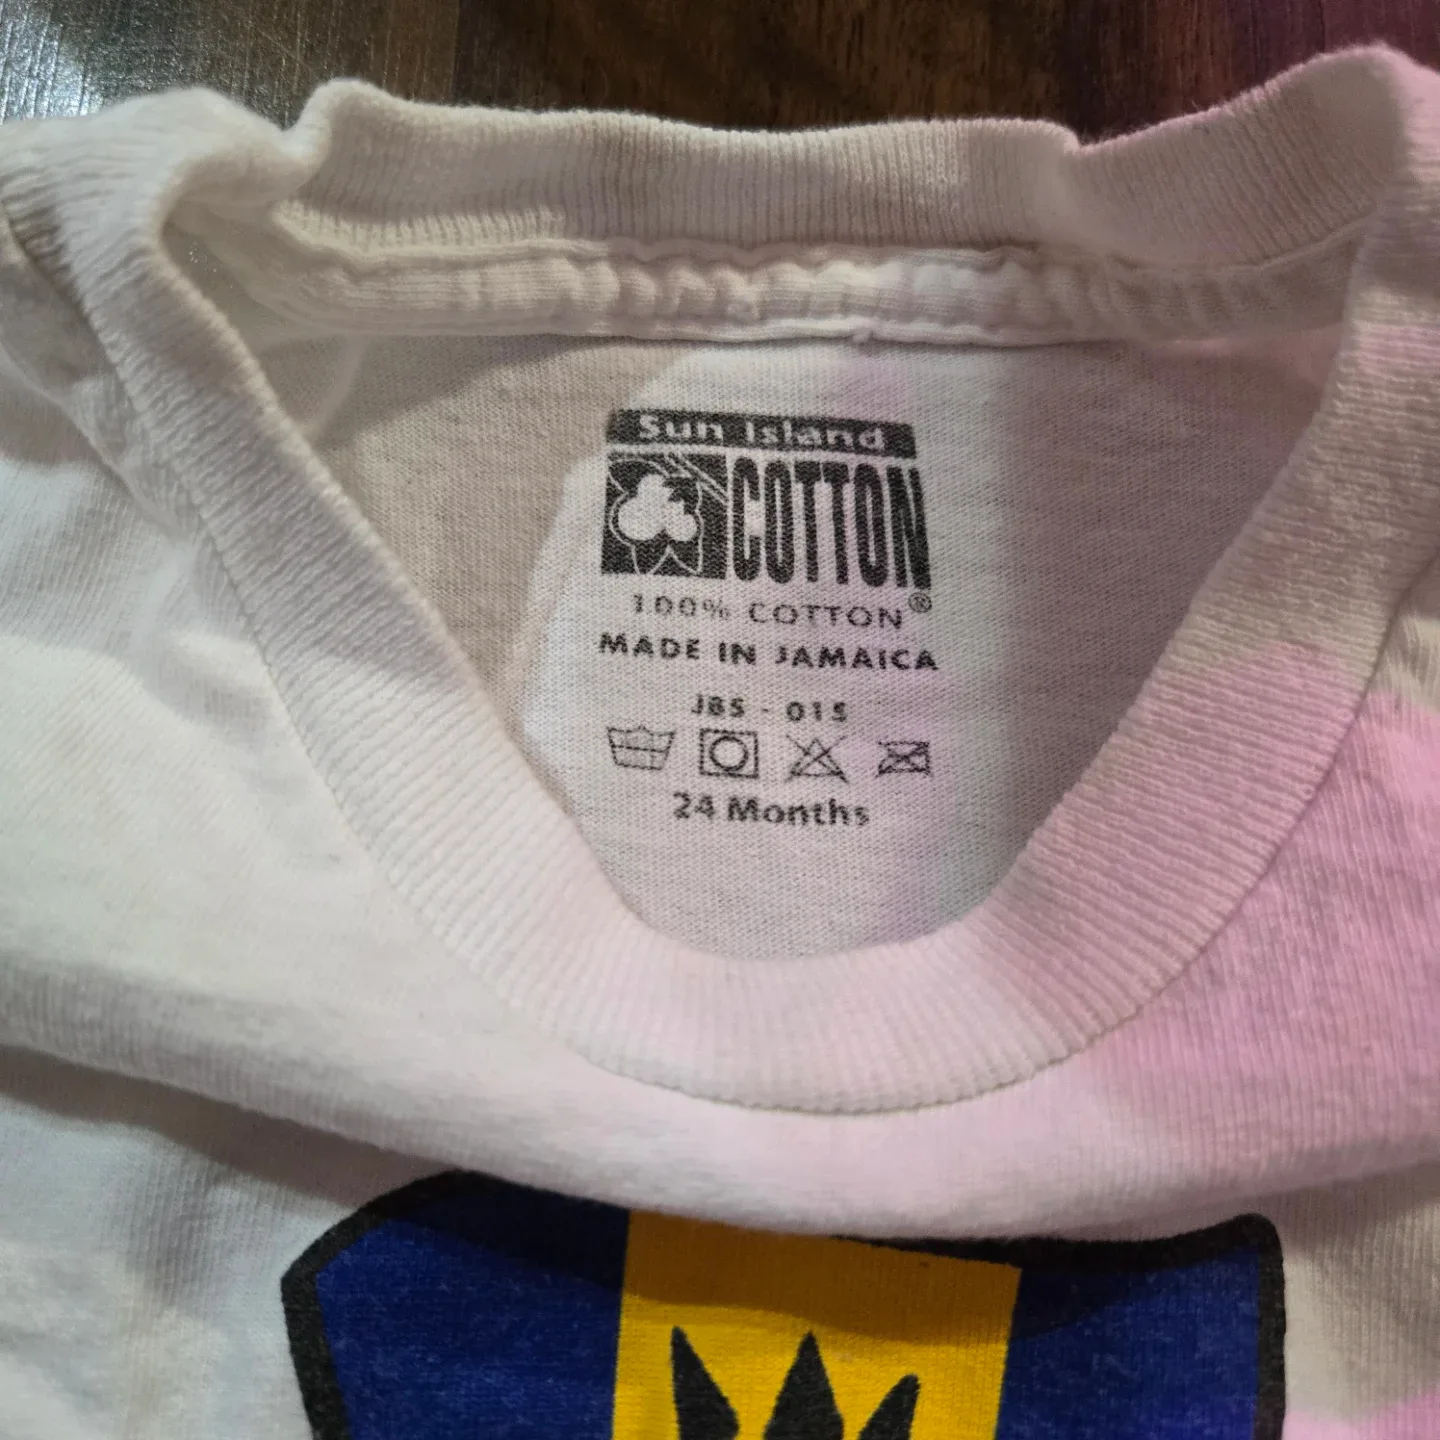 Sun Island
COTTON®
100% COTTON
MADE IN JAMAICA
JBS - 015
24 Months